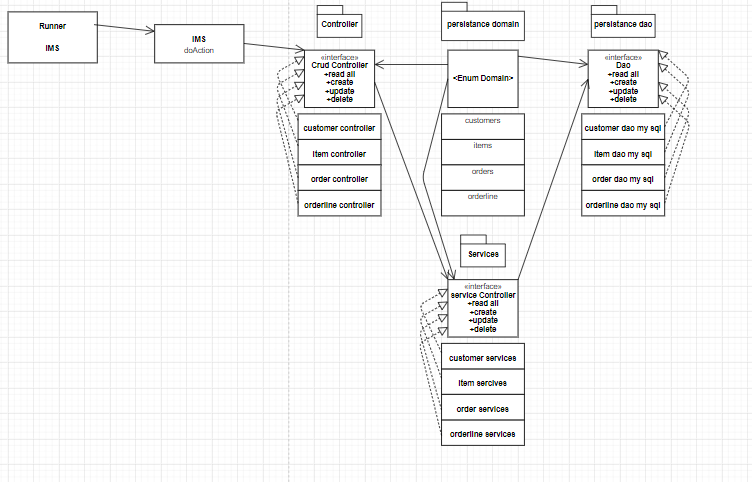 Runner
IMS
IMS
doAction
Controller
«interface»
Crud Controller
+read all
+create
+update
+delete
customer controller
item controller
order controller
orderline controller
persistance domain
<Enum Domain>
customers
items
orders
orderline
persistance dao
«interface»
Dao
+read all
+create
+update
+delete
customer dao my sql
item dao my sql
order dao my sql
orderline dao my sql
Services
«interface»
service Controller
+read all
+create
+update
+delete
customer services
item sercives
order services
orderline services